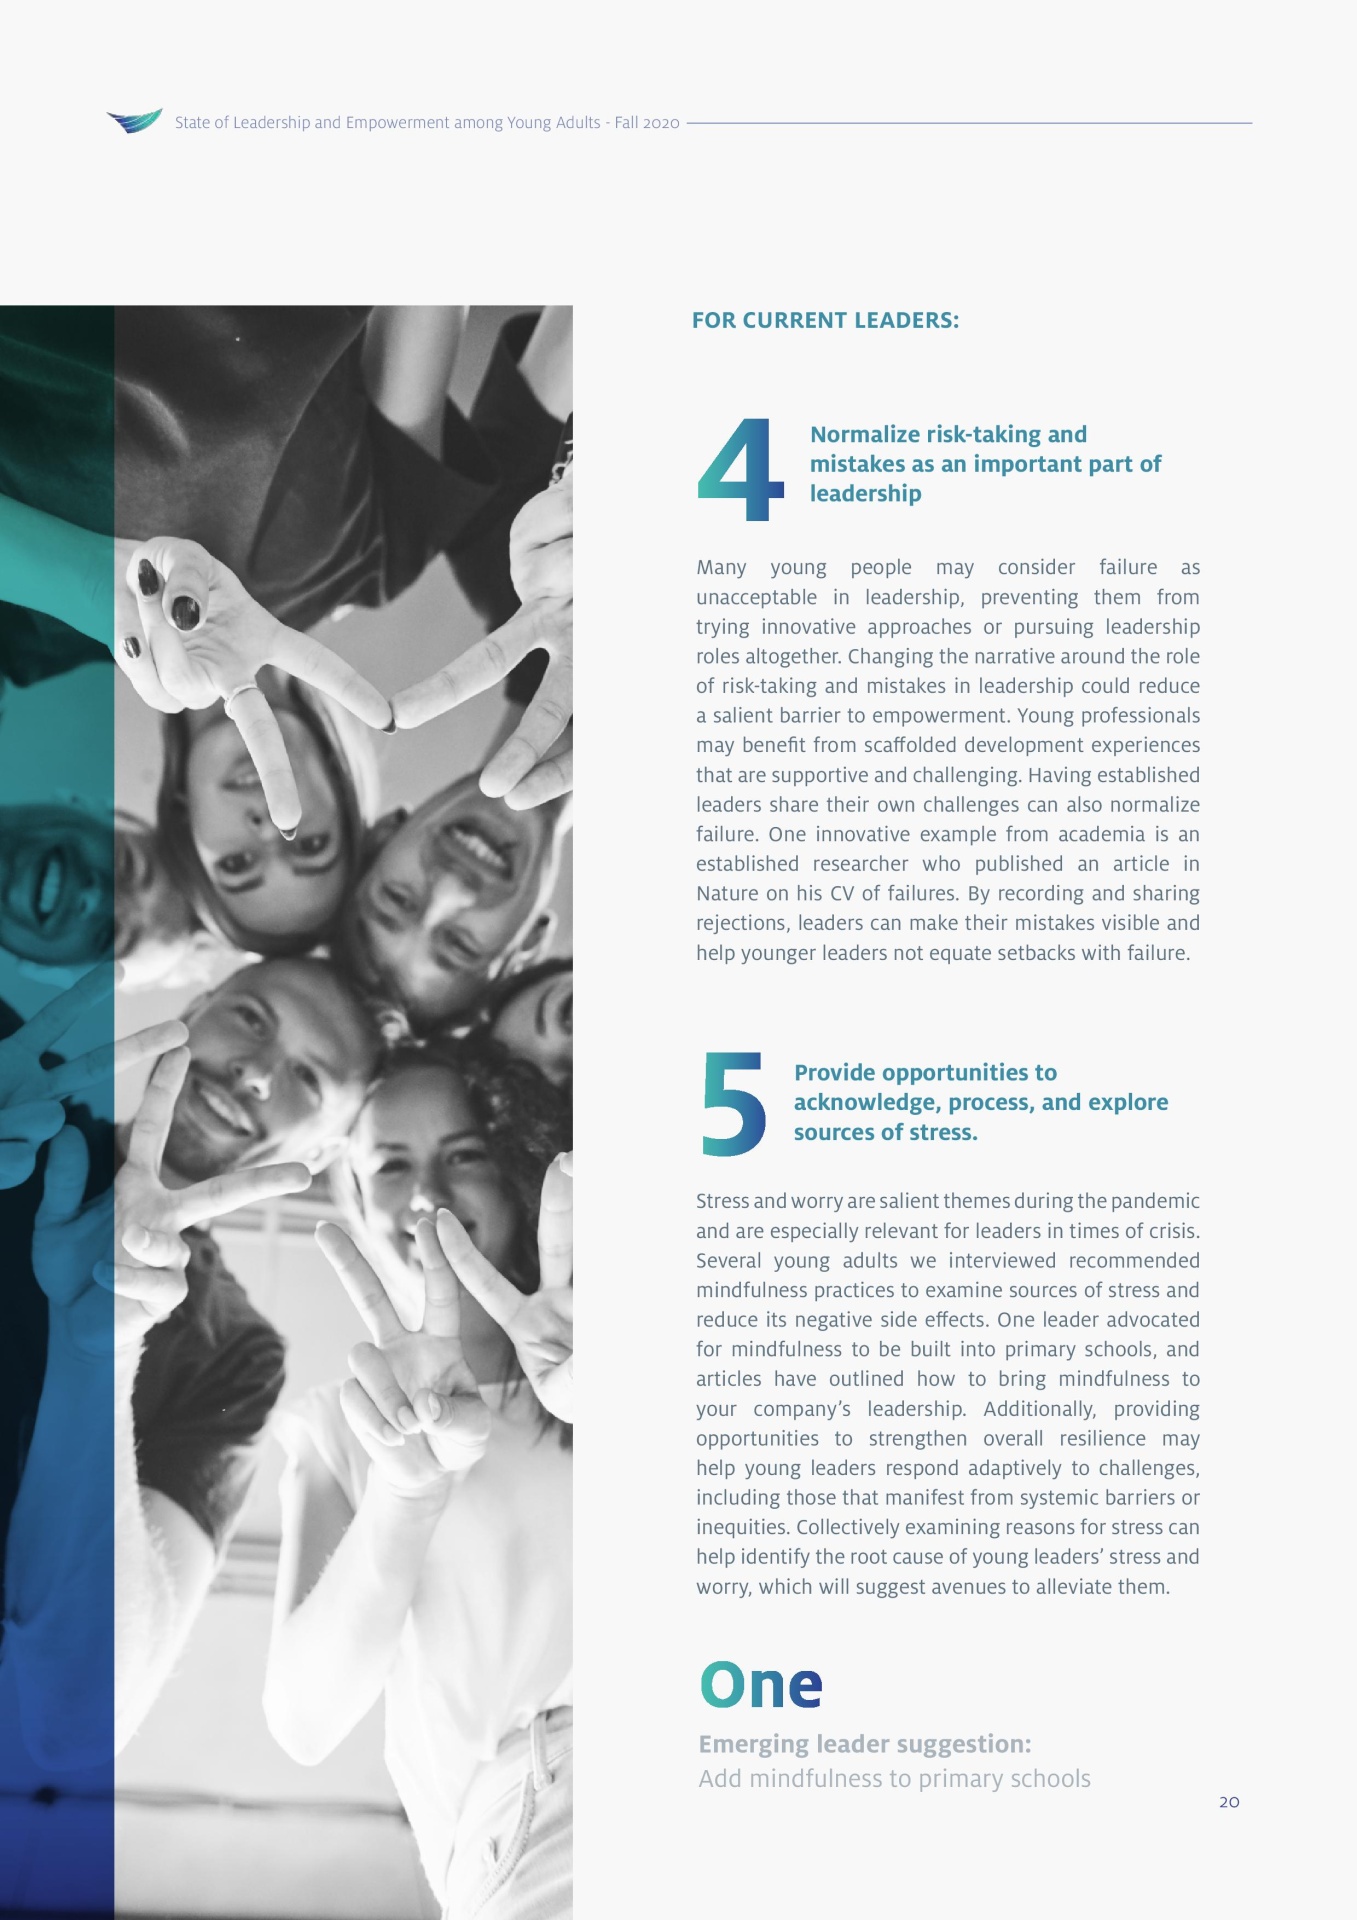 State of Leadership and Empowerment among Young Adults - Fall 2020
FOR CURRENT LEADERS:
4
Normalize risk-taking and
mistakes as an important part of
leadership
Many young people may consider failure as
unacceptable in leadership, preventing them from
trying innovative approaches or pursuing leadership
roles altogether. Changing the narrative around the role
of risk-taking and mistakes in leadership could reduce
a salient barrier to empowerment. Young professionals
may benefit from scaffolded development experiences
that are supportive and challenging. Having established
leaders share their own challenges can also normalize
failure. One innovative example from academia is an
established researcher who published an article in
Nature on his CV of failures. By recording and sharing
rejections, leaders can make their mistakes visible and
help younger leaders not equate setbacks with failure.
5
Provide opportunities to
acknowledge, process, and explore
sources of stress.
Stress and worry are salient themes during the pandemic
and are especially relevant for leaders in times of crisis.
Several young adults we interviewed recommended
mindfulness practices to examine sources of stress and
reduce its negative side effects. One leader advocated
for mindfulness to be built into primary schools, and
articles have outlined how to bring mindfulness to
your company’s leadership. Additionally, providing
opportunities to strengthen overall resilience may
help young leaders respond adaptively to challenges,
including those that manifest from systemic barriers or
inequities. Collectively examining reasons for stress can
help identify the root cause of young leaders’ stress and
worry, which will suggest avenues to alleviate them.
One
Emerging leader suggestion:
Add mindfulness to primary schools
20